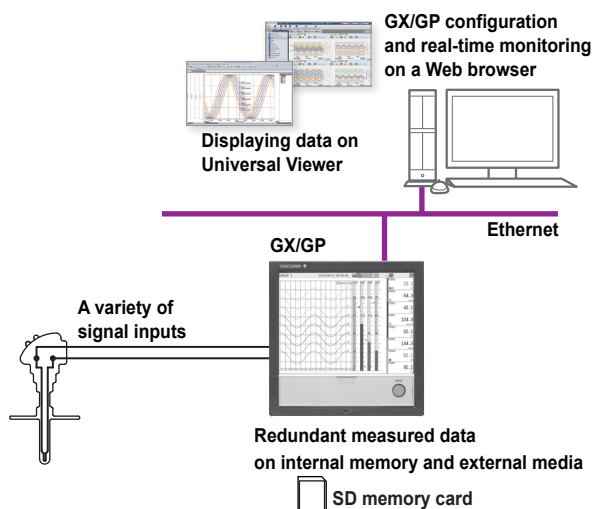 GX/GP configuration
and real-time monitoring
on a Web browser
Displaying data on
Universal Viewer
Ethernet
GX/GP
YOKOGAWA
A variety of
signal inputs
Redundant measured data
on internal memory and external media
SD memory card